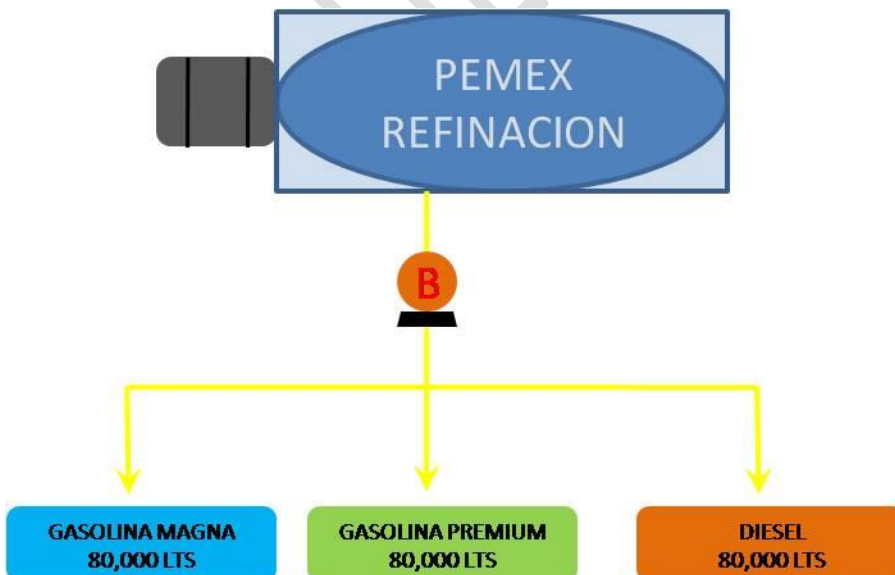 PEMEX
REFINACION
B
GASOLINA MAGNA
80,000 LTS
GASOLINA PREMIUM
80,000 LTS
DIESEL
80,000 LTS